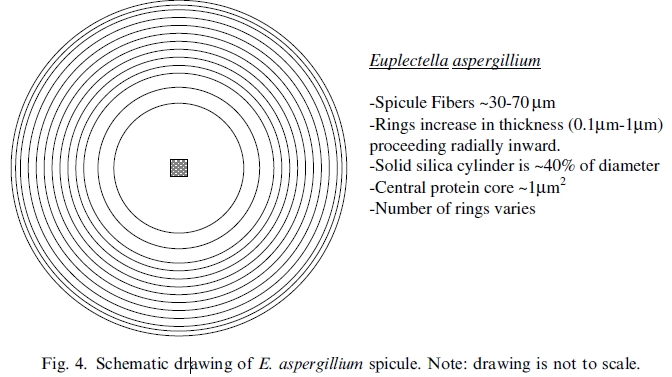 Euplectella aspergillium
-Spicule Fibers ~30-70 μm
-Rings increase in thickness (0.1μm-1μm)
proceeding radially inward.
-Solid silica cylinder is ~40% of diameter
-Central protein core ~1μm²
-Number of rings varies
Fig. 4. Schematic drawing of E. aspergillium spicule. Note: drawing is not to scale.